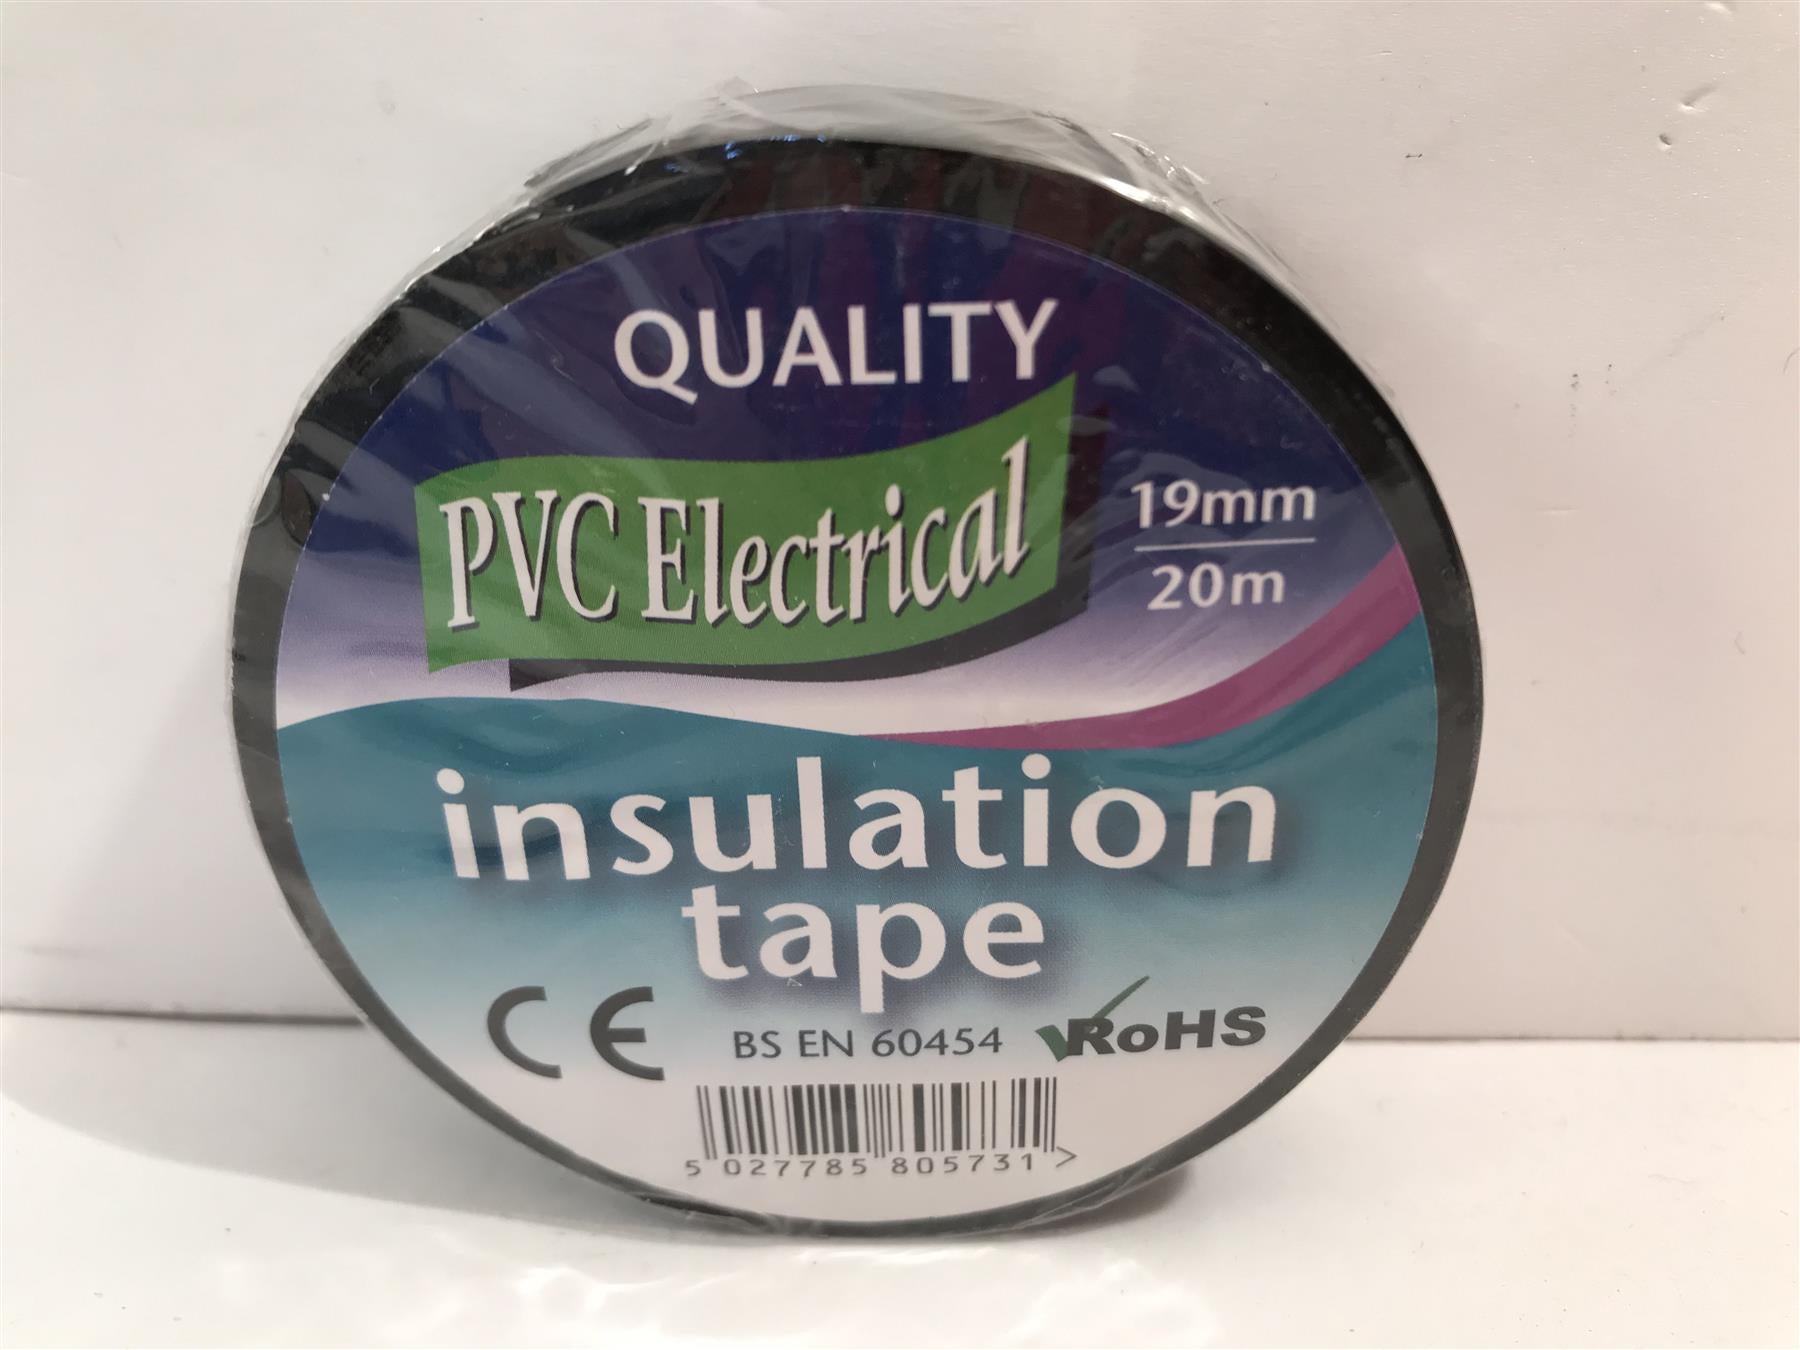 QUALITY
PVC Electrical
19mm
20m
insulation
tape
CE
BS EN 60454
RoHS
5 027785 805731 >